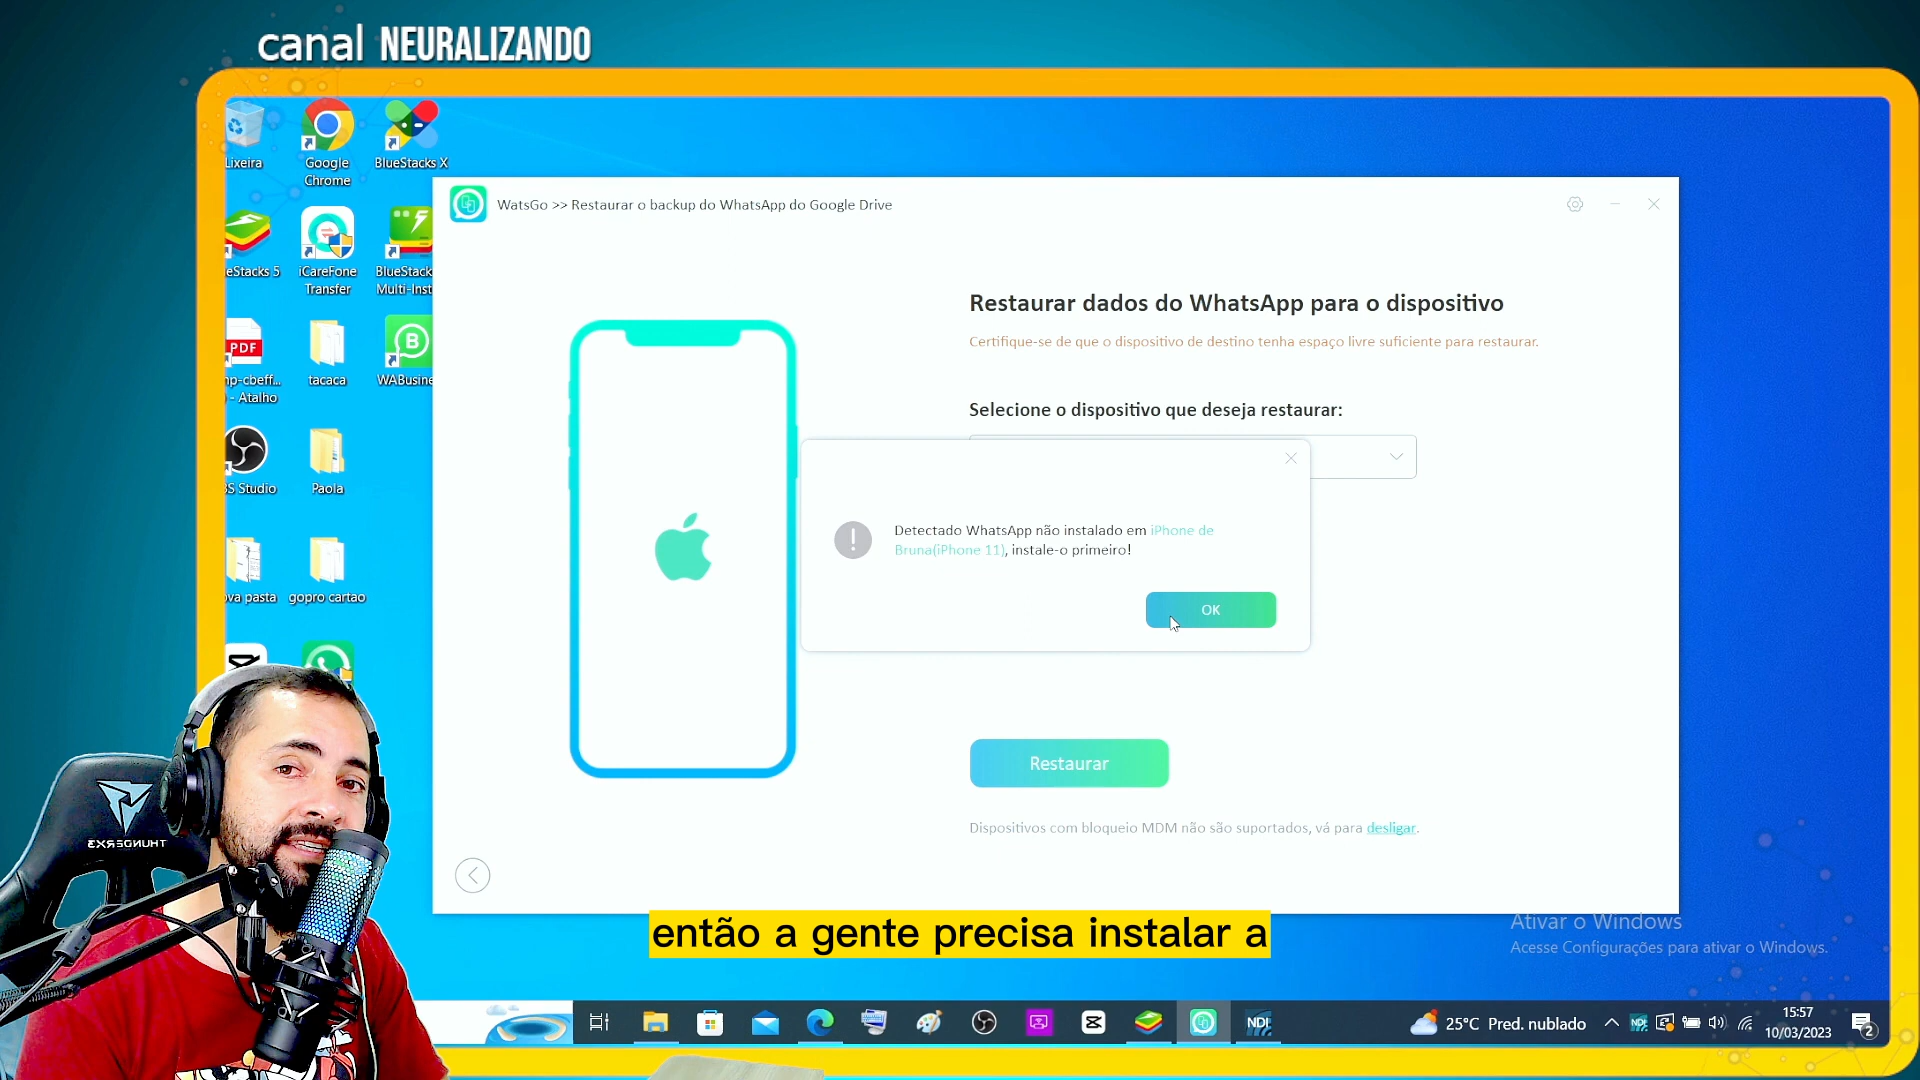 canal NEURALIZANDO
Lixeira
Google
Chrome
BlueStacks X
eStacks 5
iCareFone
Transfer
BlueStack
Multi-Inst
PDF
np-cbeff...
- Atalho
tacaca
B
WABusine
BS Studio
Paola
va pasta
gopro cartao
WatsGo >> Restaurar o backup do WhatsApp do Google Drive
Restaurar dados do WhatsApp para o dispositivo
Certifique-se de que o dispositivo de destino tenha espaço livre suficiente para restaurar.
Selecione o dispositivo que deseja restaurar:
Detectado WhatsApp não instalado em iPhone de
Bruna(iPhone 11), instale-o primeiro!
OK
Restaurar
Dispositivos com bloqueio MDM não são suportados, vá para desligar.
THUNDERX3
então a gente precisa instalar a
Ativar o Windows
Acesse Configurações para ativar o Windows.
NDI
25°C Pred. nublado
NDI
15:57
10/03/2023
2